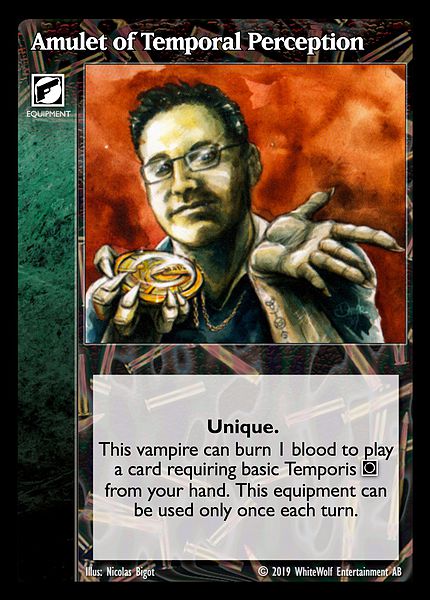 Amulet of Temporal Perception
EQUIPMENT
Unique.
This vampire can burn 1 blood to play
a card requiring basic Temporis
from your hand. This equipment can
be used only once each turn.
Illus: Nicolas Bigot
© 2019 WhiteWolf Entertainment AB